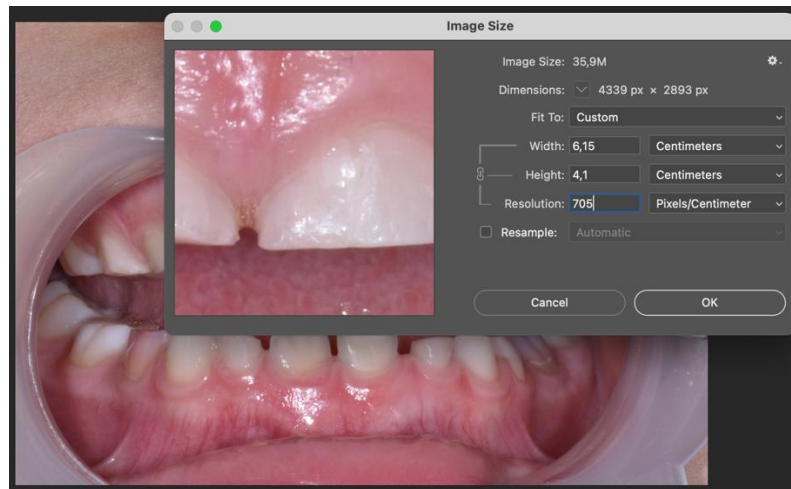 Image Size
Image Size: 35,9M
Dimensions: 4339 px × 2893 px
Fit To: Custom
Width: 6,15 Centimeters
Height: 4,1 Centimeters
Resolution: 705 Pixels/Centimeter
Resample: Automatic
Cancel OK